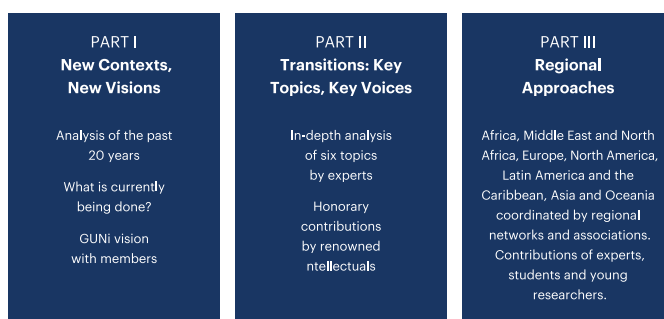 PART I
New Contexts,
New Visions
Analysis of the past
20 years
What is currently
being done?
GUNi vision
with members
PART II
Transitions: Key
Topics, Key Voices
In-depth analysis
of six topics
by experts
Honorary
contributions
by renowned
ntellectuals
PART III
Regional
Approaches
Africa, Middle East and North
Africa, Europe, North America,
Latin America and the
Caribbean, Asia and Oceania
coordinated by regional
networks and associations.
Contributions of experts,
students and young
researchers.